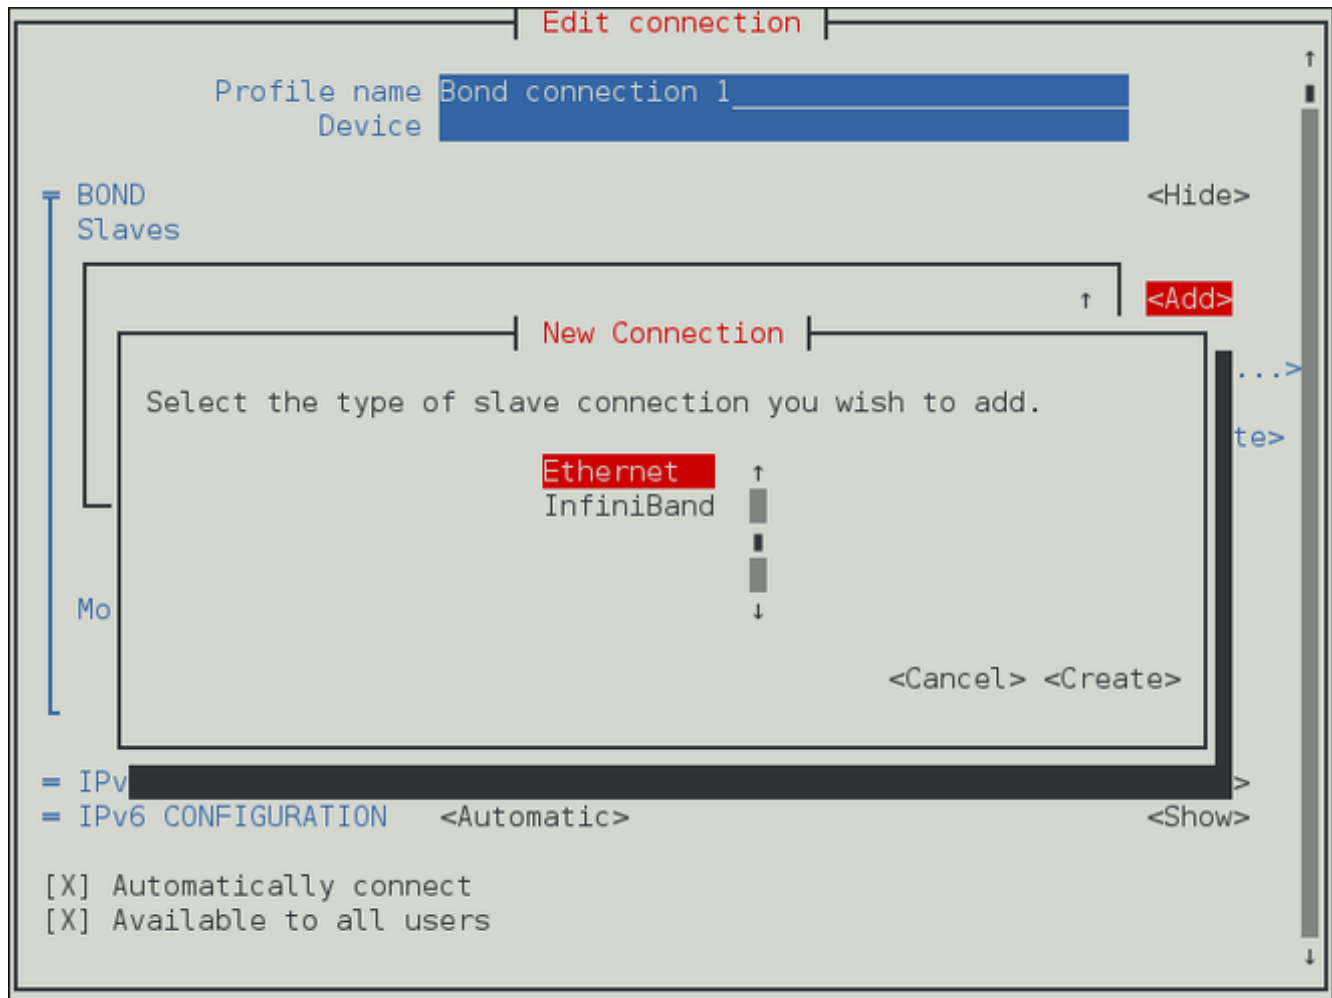 Edit connection
Profile name Bond connection 1
Device
BOND <Hide>
Slaves
<Add>
New Connection
...>
Select the type of slave connection you wish to add.
te>
Ethernet
InfiniBand
Mo
<Cancel> <Create>
IPv >
IPv6 CONFIGURATION <Automatic> <Show>
[X] Automatically connect
[X] Available to all users